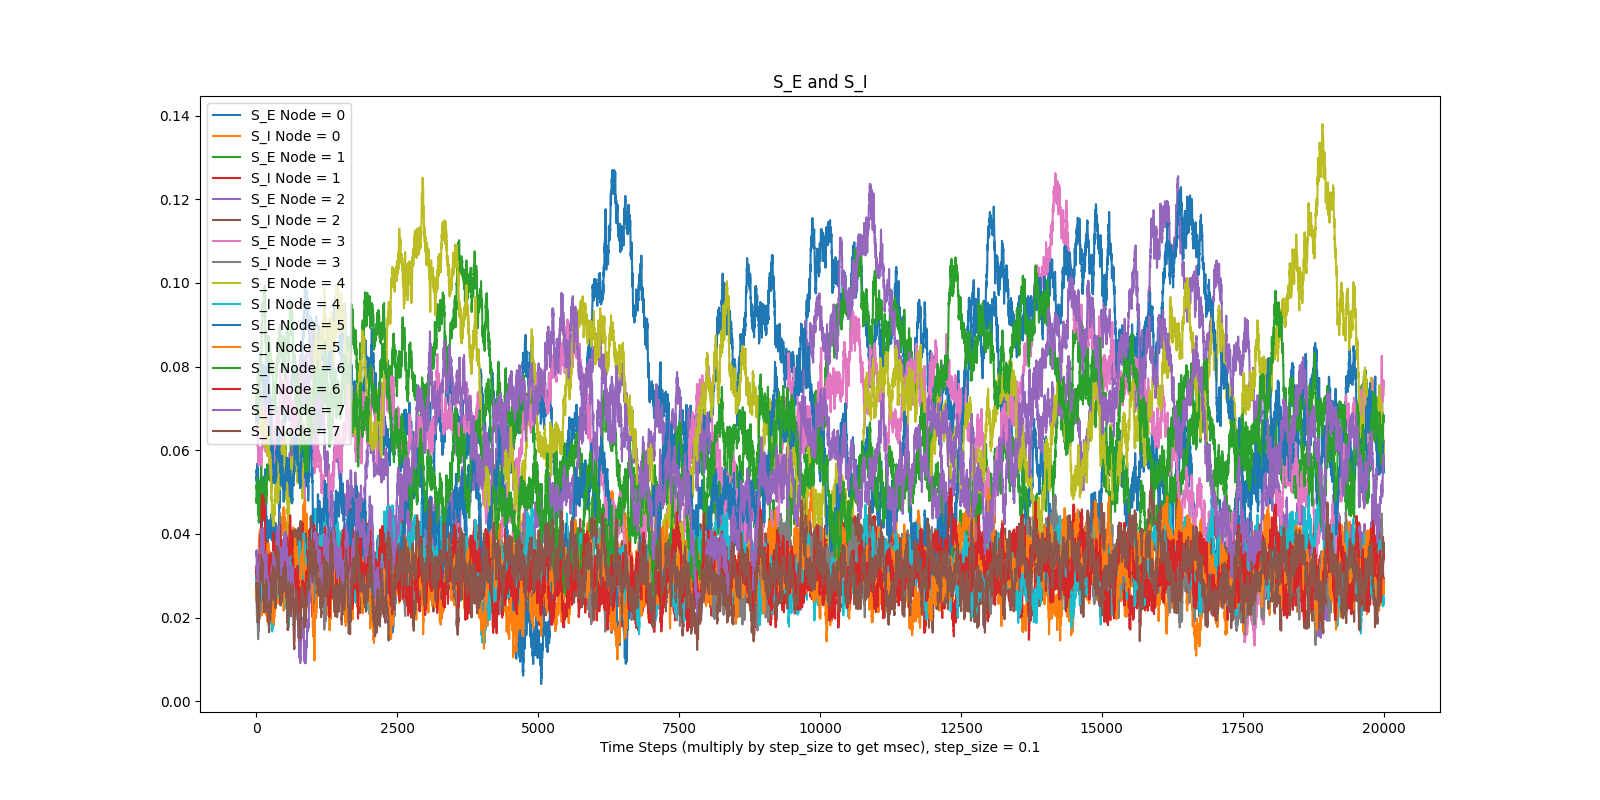 S_E and S_I
0.14
0.12
0.10
0.08
0.06
0.04
0.02
0.00
S_E Node = 0
S_I Node = 0
S_E Node = 1
S_I Node = 1
S_E Node = 2
S_I Node = 2
S_E Node = 3
S_I Node = 3
S_E Node = 4
S_I Node = 4
S_E Node = 5
S_I Node = 5
S_E Node = 6
S_I Node = 6
S_E Node = 7
S_I Node = 7
0 2500 5000 7500 10000 12500 15000 17500 20000
Time Steps (multiply by step_size to get msec), step_size = 0.1